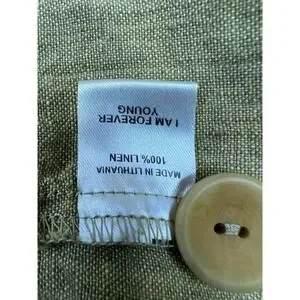 MADE IN LITHUANIA
100% LINEN
I AM FOREVER
YOUNG